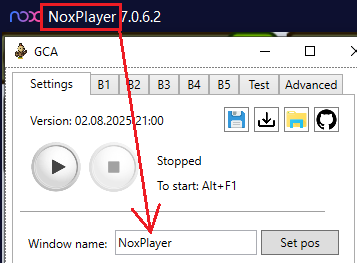 nox NoxPlayer 7.0.6.2
GCA
Settings B1 B2 B3 B4 B5 Test Advanced
Version: 02.08.2025 21:00
Stopped
To start: Alt+F1
Window name: NoxPlayer Set pos